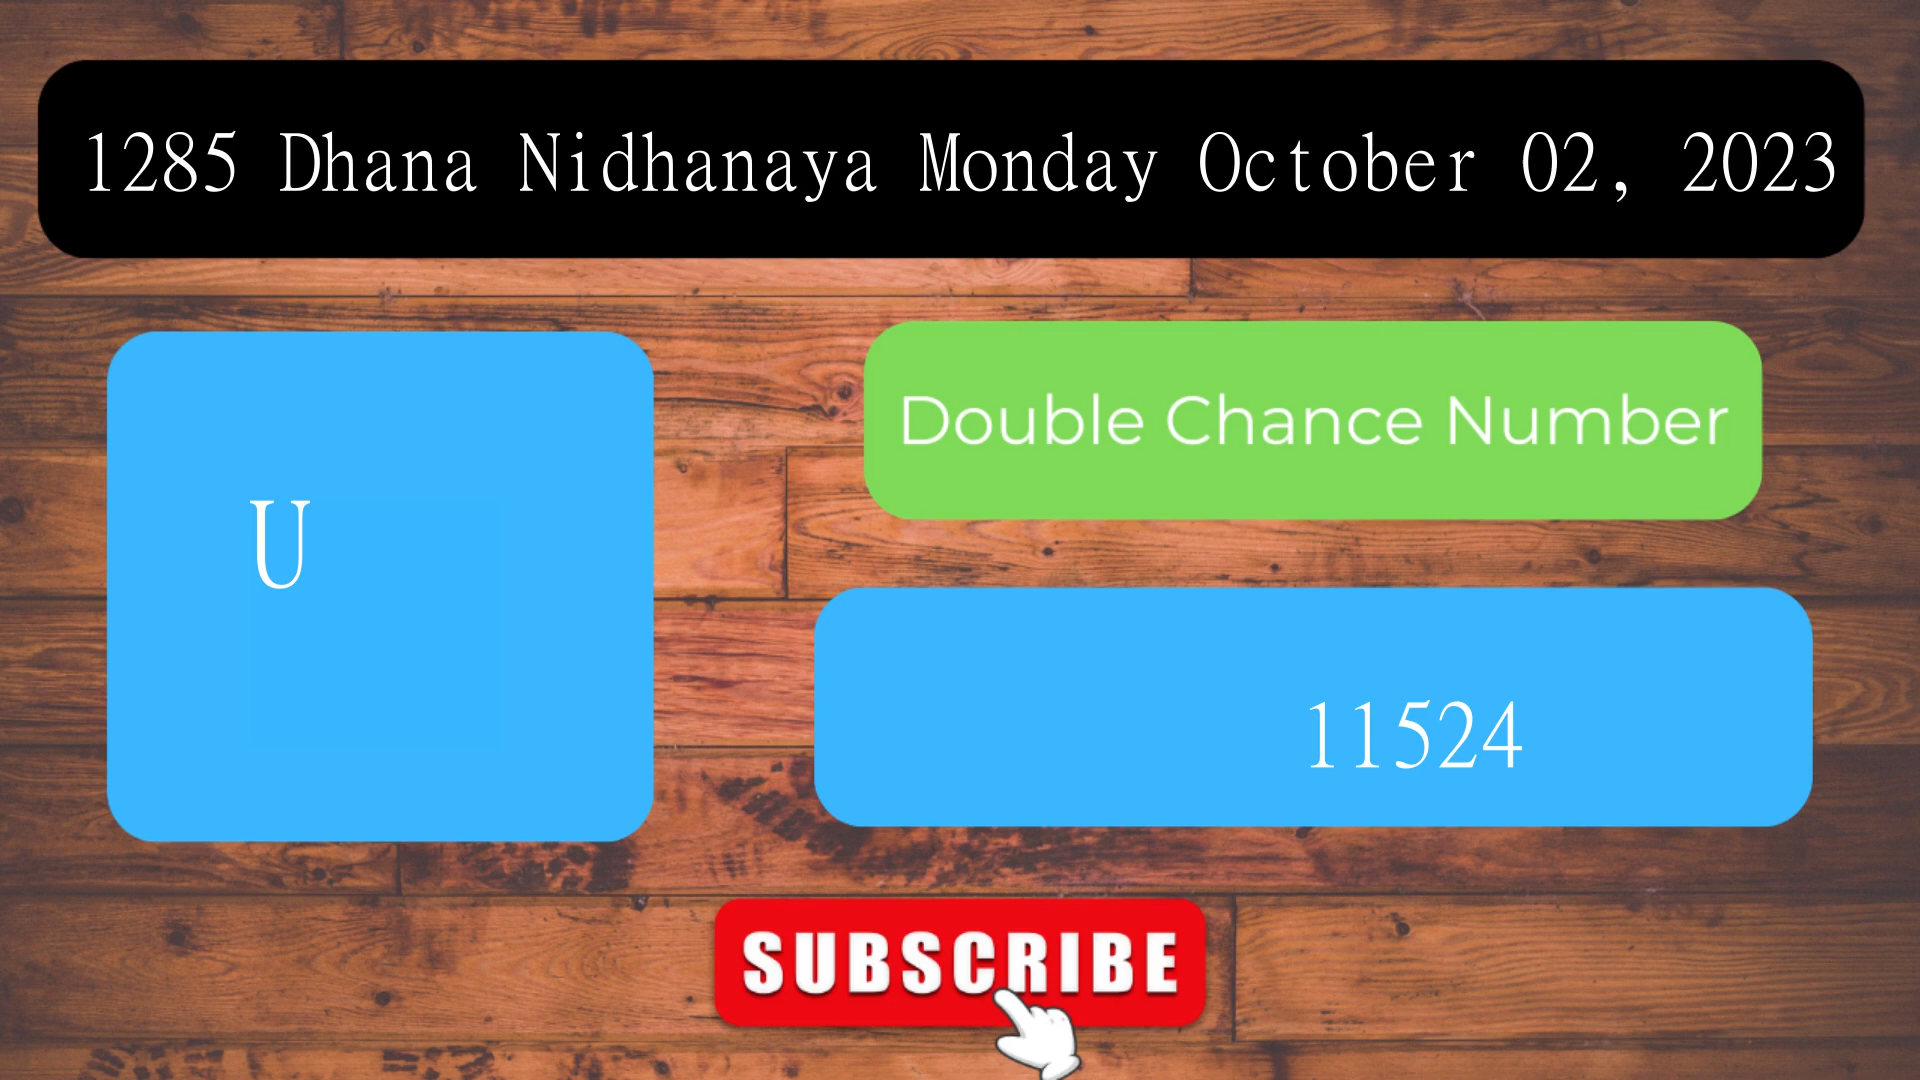 1285 Dhana Nidhanaya Monday October 02, 2023
U
Double Chance Number
11524
SUBSCRIBE